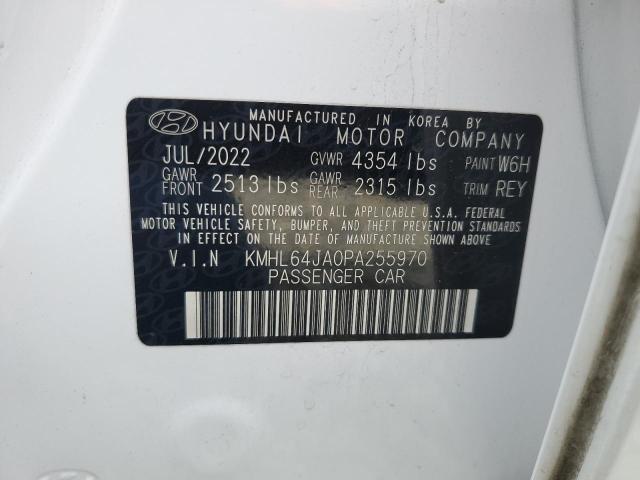 MANUFACTURED IN KOREA BY
HYUNDAI MOTOR COMPANY
JUL/2022 GVWR 4354 lbs PAINT W6H
GAWR FRONT 2513 lbs GAWR REAR 2315 lbs TRIM REY
THIS VEHICLE CONFORMS TO ALL APPLICABLE U.S.A. FEDERAL
MOTOR VEHICLE SAFETY, BUMPER, AND THEFT PREVENTION STANDARDS
IN EFFECT ON THE DATE OF MANUFACTURE SHOWN ABOVE.
V.I.N KMHL64JA0PA255970
PASSENGER CAR